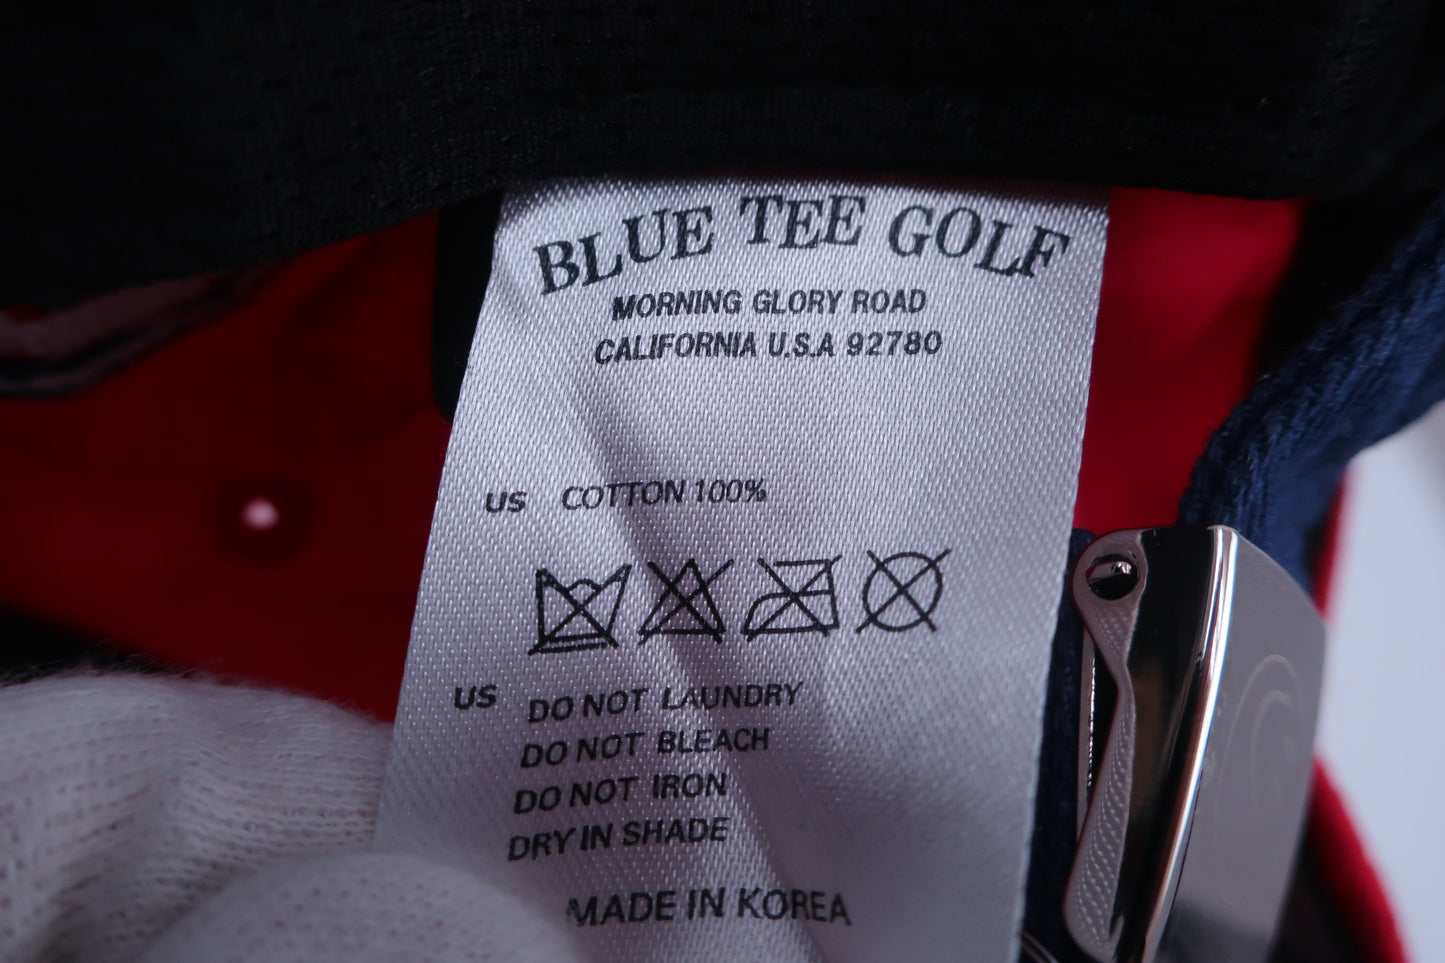 BLUE TEE GOLF
MORNING GLORY ROAD
CALIFORNIA U.S.A 92780
US COTTON 100%
US DO NOT LAUNDRY
DO NOT BLEACH
DO NOT IRON
DRY IN SHADE
MADE IN KOREA